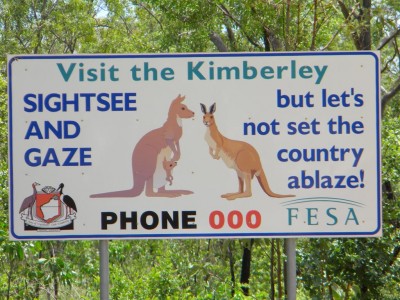 Visit the Kimberley
SIGHTSEE
AND
GAZE
but let's
not set the
country
ablaze!
PHONE 000
FESA